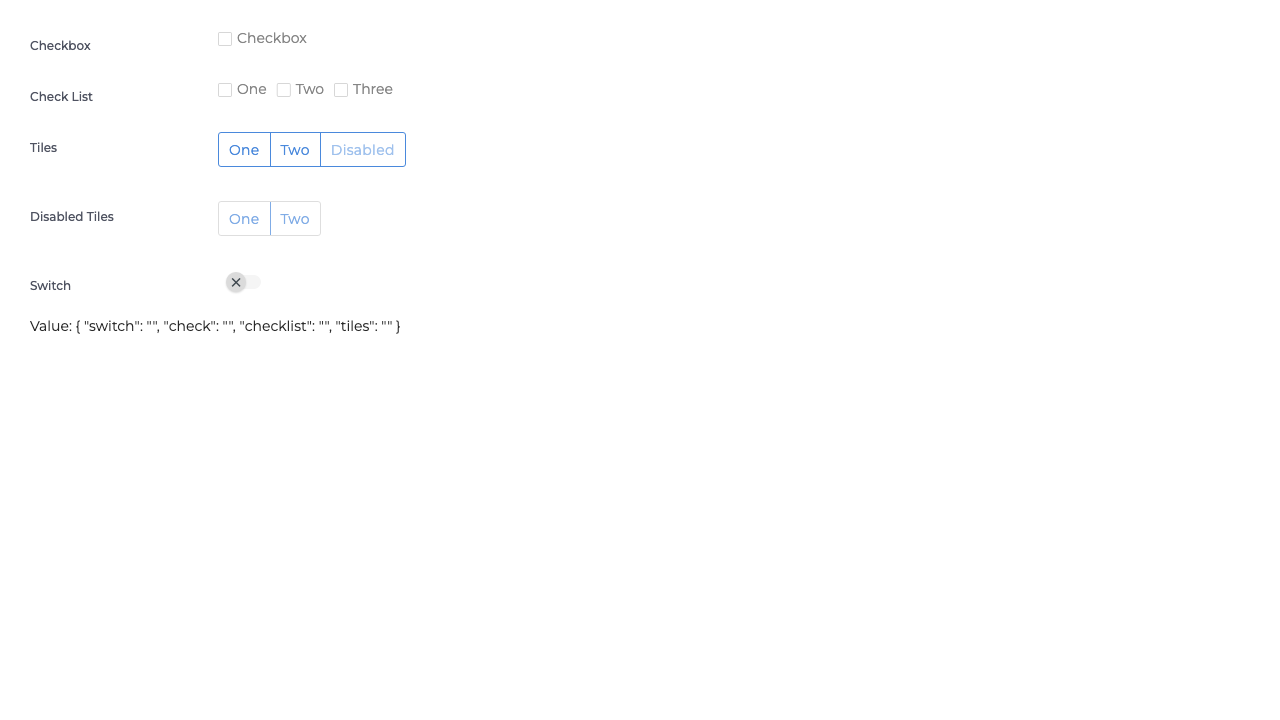 Checkbox
Checkbox
Check List
One Two Three
Tiles
One Two Disabled
Disabled Tiles
One Two
Switch
Value: { "switch": "", "check": "", "checklist": "", "tiles": "" }